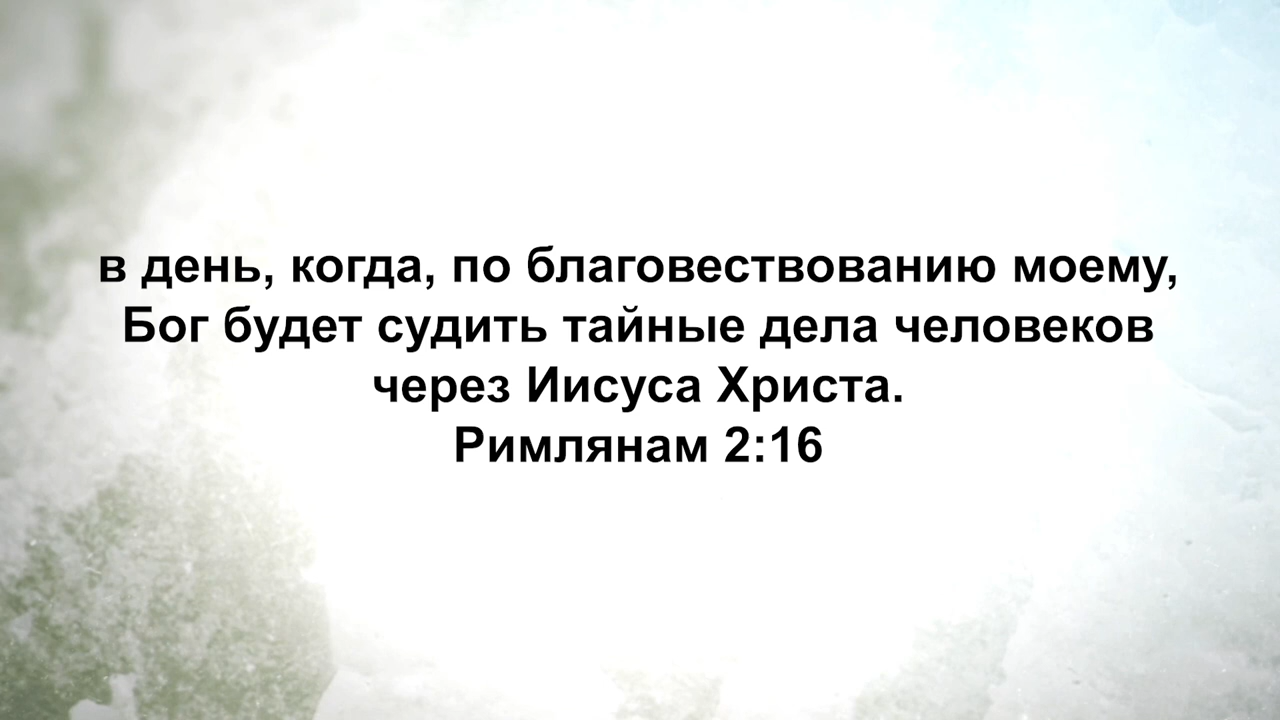 в день, когда, по благовествованию моему,
Бог будет судить тайные дела человеков
через Иисуса Христа.
Римлянам 2:16